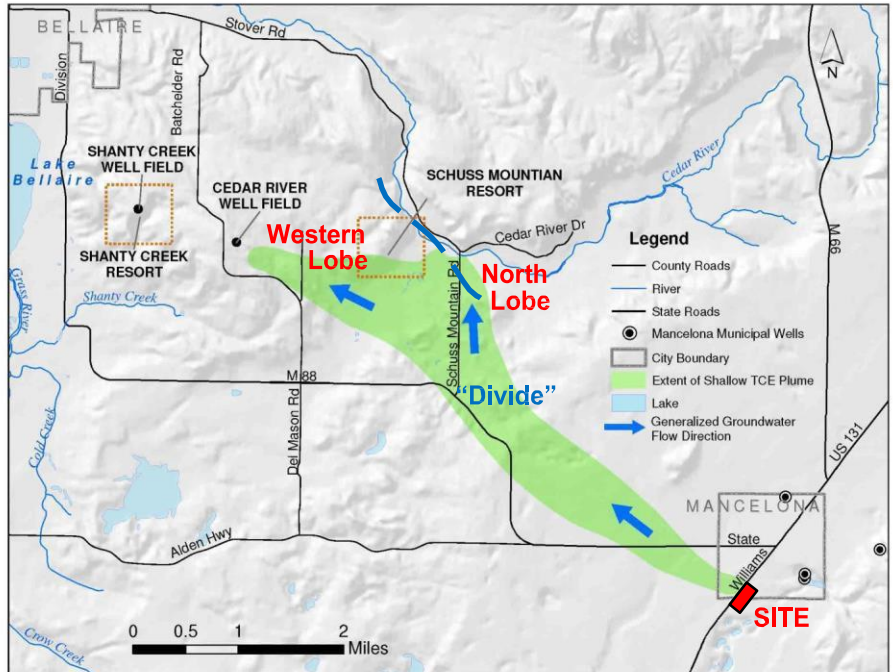 BELLAIRE
Stover Rd
Division
Batchelder Rd
N
SHANTY CREEK
WELL FIELD
Lake
Bellaire
CEDAR RIVER
WELL FIELD
SCHUSS MOUNTIAN
RESORT
Cedar River
Cedar River Dr
M 66
SHANTY CREEK
RESORT
Western
Lobe
North
Lobe
Grass River
Shanty Creek
Schuss Mountain Rd
Legend
County Roads
River
State Roads
Mancelona Municipal Wells
City Boundary
Extent of Shallow TCE Plume
Lake
Generalized Groundwater
Flow Direction
M 88
“Divide”
Del Mason Rd
Cold Creek
US 131
MANCELONA
Alden Hwy
State
Williams
SITE
Crow Creek
0 0.5 1 2
Miles